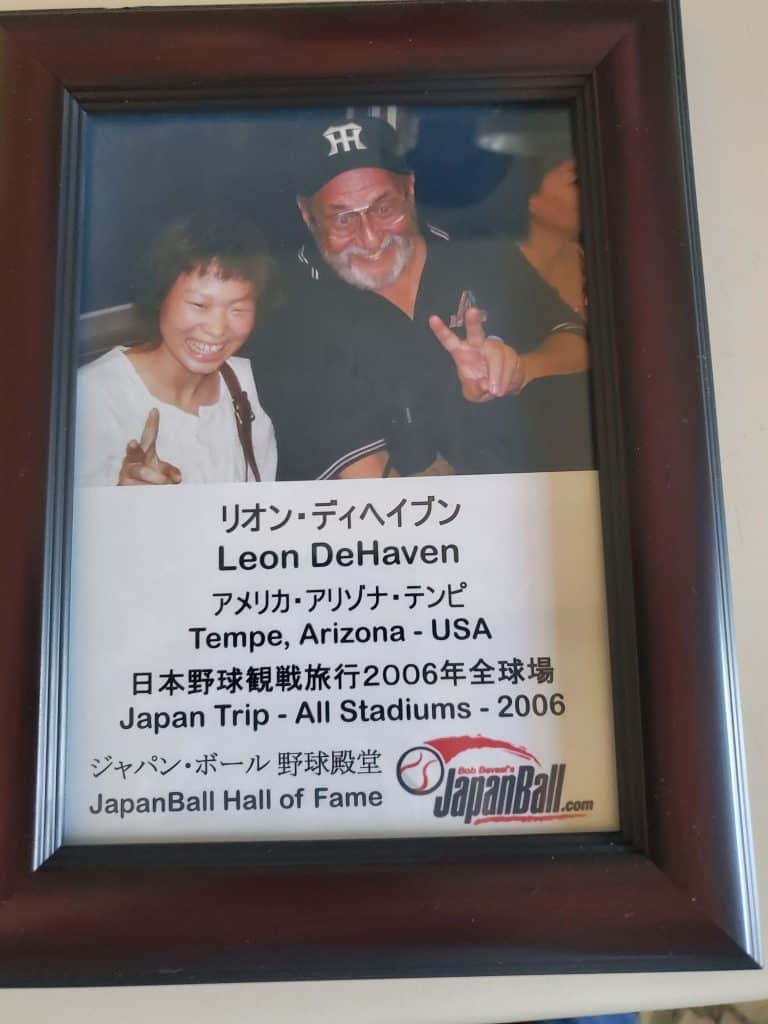 リオン・ディヘイブン
Leon DeHaven
アメリカ・アリゾナ・テンピ
Tempe, Arizona - USA
日本野球観戦旅行2006年全球場
Japan Trip - All Stadiums - 2006
ジャパン・ボール 野球殿堂
JapanBall Hall of Fame
Bob Bavasi's
JapanBall.com